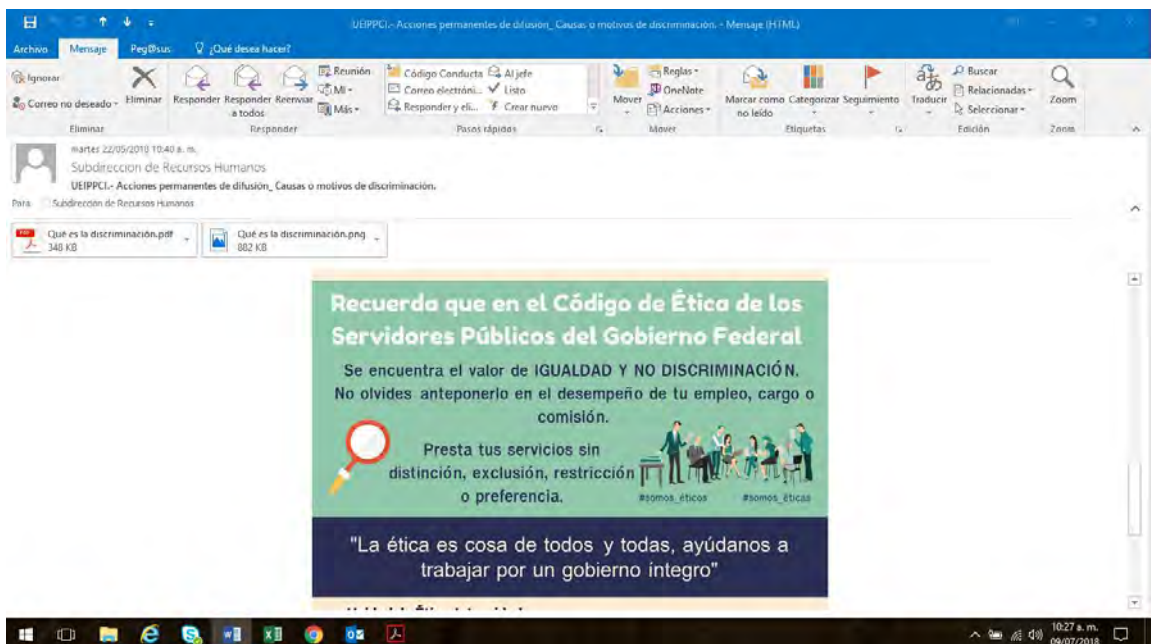 UEIPPCI.- Acciones permanentes de difusión_ Causas o motivos de discriminación. - Mensaje (HTML)
Archivo Mensaje Peg@sus ¿Qué desea hacer?
Ignorar
Correo no deseado
Eliminar
Responder
Responder a todos
Reenviar
Reunión
MI
Más
Código Conducta
Correo electróni...
Responder y eli...
Al jefe
Listo
Crear nuevo
Mover
Reglas
OneNote
Acciones
Marcar como no leído
Categorizar
Seguimiento
Traducir
Buscar
Relacionadas
Seleccionar
Zoom
Eliminar Responder Pasos rápidos Mover Etiquetas Edición Zoom
martes 22/05/2018 10:40 a. m.
Subdireccion de Recursos Humanos
UEIPPCI.- Acciones permanentes de difusión_ Causas o motivos de discriminación.
Para Subdireccion de Recursos Humanos
Qué es la discriminación.pdf
348 KB
Qué es la discriminación.png
882 KB
Recuerda que en el Código de Ética de los
Servidores Públicos del Gobierno Federal
Se encuentra el valor de IGUALDAD Y NO DISCRIMINACIÓN.
No olvides anteponerlo en el desempeño de tu empleo, cargo o
comisión.
Presta tus servicios sin
distinción, exclusión, restricción
o preferencia.
#somos_éticos #somos_éticas
"La ética es cosa de todos y todas, ayúdanos a
trabajar por un gobierno íntegro"
10:27 a. m.
09/07/2018